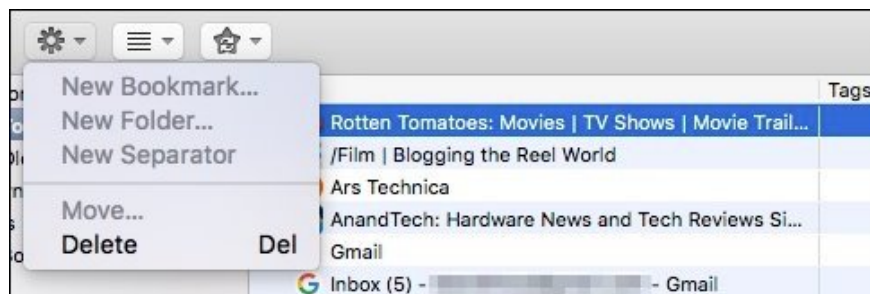 Tags
New Bookmark...
New Folder...
New Separator
Move...
Delete Del
Rotten Tomatoes: Movies | TV Shows | Movie Trail...
/Film | Blogging the Reel World
Ars Technica
AnandTech: Hardware News and Tech Reviews Si...
Gmail
Inbox (5) - - Gmail